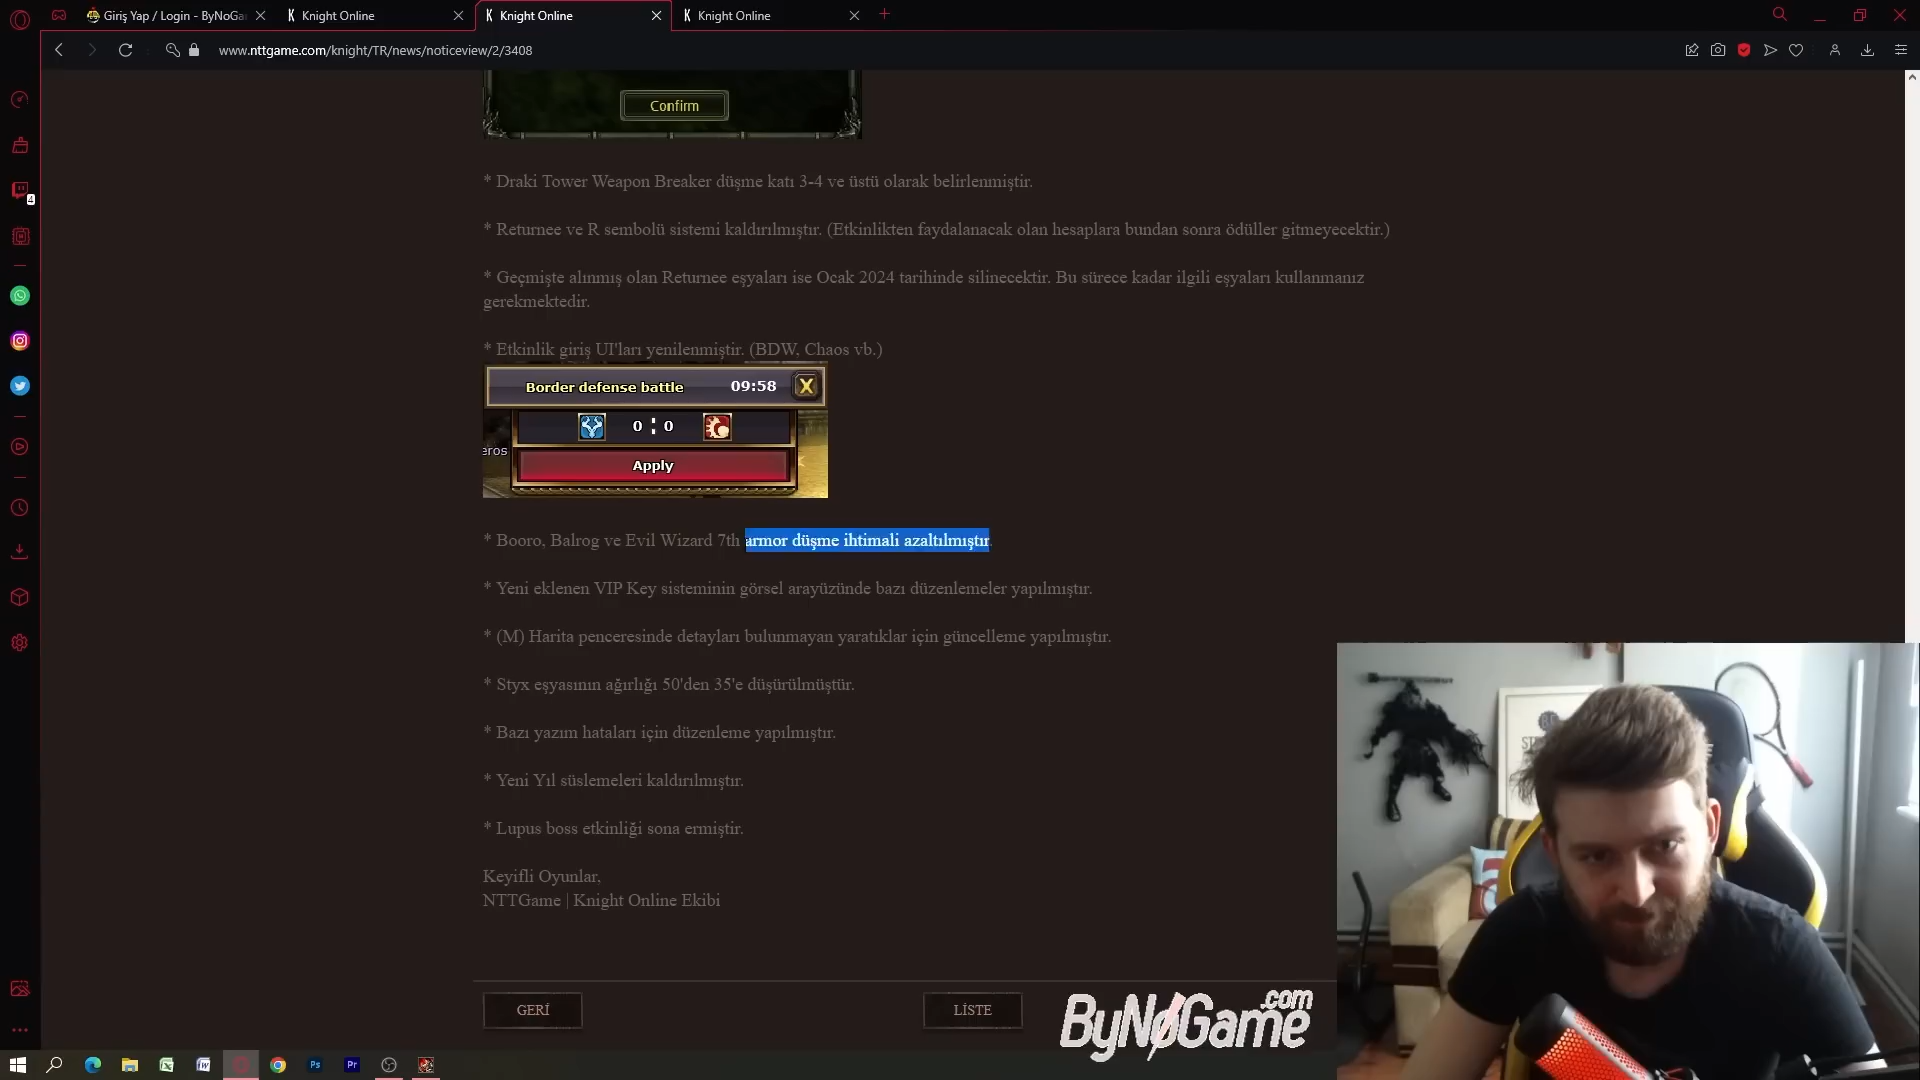 Giriş Yap / Login - ByNoGa
Knight Online
Knight Online
Knight Online
www.nttgame.com/knight/TR/news/noticeview/2/3408
4
Confirm
* Draki Tower Weapon Breaker düşme katı 3-4 ve üstü olarak belirlenmiştir.
* Returnee ve R sembolü sistemi kaldırılmıştır. (Etkinlikten faydalanacak olan hesaplara bundan sonra ödüller gitmeyecektir.)
* Geçmişte alınmış olan Returnee eşyaları ise Ocak 2024 tarihinde silinecektir. Bu sürece kadar ilgili eşyaları kullanmanız
gerekmektedir.
* Etkinlik giriş UI'ları yenilenmiştir. (BDW, Chaos vb.)
Border defense battle 09:58 X
0 : 0
eros
Apply
* Booro, Balrog ve Evil Wizard 7th armor düşme ihtimali azaltılmıştır.
* Yeni eklenen VIP Key sisteminin görsel arayüzünde bazı düzenlemeler yapılmıştır.
* (M) Harita penceresinde detayları bulunmayan yaratıklar için güncelleme yapılmıştır.
* Styx eşyasının ağırlığı 50'den 35'e düşürülmüştür.
* Bazı yazım hataları için düzenleme yapılmıştır.
* Yeni Yıl süslemeleri kaldırılmıştır.
* Lupus boss etkinliği sona ermiştir.
Keyifli Oyunlar,
NTTGame | Knight Online Ekibi
GERİ
LİSTE
ByNoGame.com
Ps
Pr